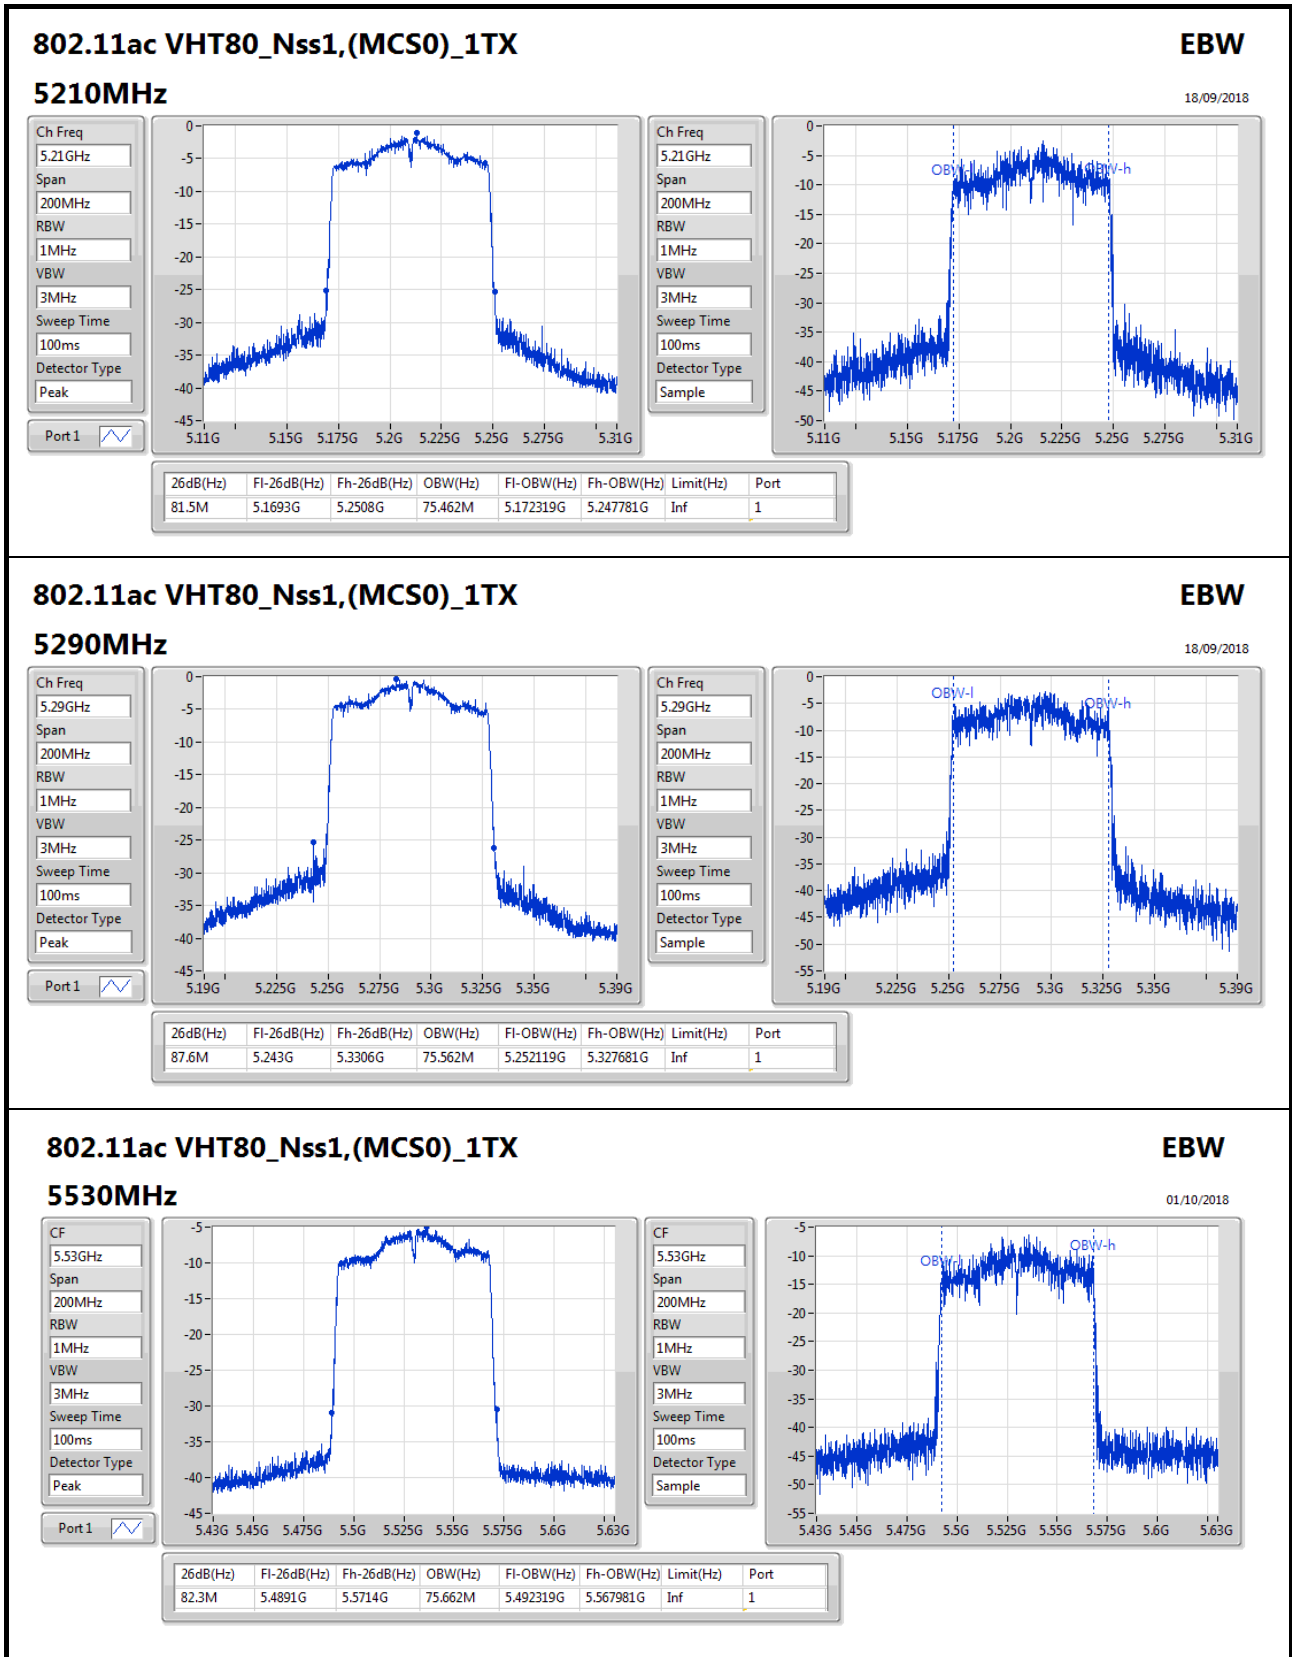 802.11ac VHT80_Nss1,(MCS0)_1TX EBW
5210MHz 18/09/2018
Ch Freq
5.21GHz
Span
200MHz
RBW
1MHz
VBW
3MHz
Sweep Time
100ms
Detector Type
Peak
Port 1
0
-5
-10
-15
-20
-25
-30
-35
-40
-45
5.11G 5.15G 5.175G 5.2G 5.225G 5.25G 5.275G 5.31G
Ch Freq
5.21GHz
Span
200MHz
RBW
1MHz
VBW
3MHz
Sweep Time
100ms
Detector Type
Sample
0
-5
-10
-15
-20
-25
-30
-35
-40
-45
-50
OBW-l OBW-h
5.11G 5.15G 5.175G 5.2G 5.225G 5.25G 5.275G 5.31G
26dB(Hz) Fl-26dB(Hz) Fh-26dB(Hz) OBW(Hz) Fl-OBW(Hz) Fh-OBW(Hz) Limit(Hz) Port
81.5M 5.1693G 5.2508G 75.462M 5.172319G 5.247781G Inf 1
802.11ac VHT80_Nss1,(MCS0)_1TX EBW
5290MHz 18/09/2018
Ch Freq
5.29GHz
Span
200MHz
RBW
1MHz
VBW
3MHz
Sweep Time
100ms
Detector Type
Peak
Port 1
0
-5
-10
-15
-20
-25
-30
-35
-40
-45
5.19G 5.225G 5.25G 5.275G 5.3G 5.325G 5.35G 5.39G
Ch Freq
5.29GHz
Span
200MHz
RBW
1MHz
VBW
3MHz
Sweep Time
100ms
Detector Type
Sample
0
-5
-10
-15
-20
-25
-30
-35
-40
-45
-50
-55
OBW-l OBW-h
5.19G 5.225G 5.25G 5.275G 5.3G 5.325G 5.35G 5.39G
26dB(Hz) Fl-26dB(Hz) Fh-26dB(Hz) OBW(Hz) Fl-OBW(Hz) Fh-OBW(Hz) Limit(Hz) Port
87.6M 5.243G 5.3306G 75.562M 5.252119G 5.327681G Inf 1
802.11ac VHT80_Nss1,(MCS0)_1TX EBW
5530MHz 01/10/2018
CF
5.53GHz
Span
200MHz
RBW
1MHz
VBW
3MHz
Sweep Time
100ms
Detector Type
Peak
Port 1
-5
-10
-15
-20
-25
-30
-35
-40
-45
5.43G 5.45G 5.475G 5.5G 5.525G 5.55G 5.575G 5.6G 5.63G
CF
5.53GHz
Span
200MHz
RBW
1MHz
VBW
3MHz
Sweep Time
100ms
Detector Type
Sample
-5
-10
-15
-20
-25
-30
-35
-40
-45
-50
-55
OBW-l OBW-h
5.43G 5.45G 5.475G 5.5G 5.525G 5.55G 5.575G 5.6G 5.63G
26dB(Hz) Fl-26dB(Hz) Fh-26dB(Hz) OBW(Hz) Fl-OBW(Hz) Fh-OBW(Hz) Limit(Hz) Port
82.3M 5.4891G 5.5714G 75.662M 5.492319G 5.567981G Inf 1